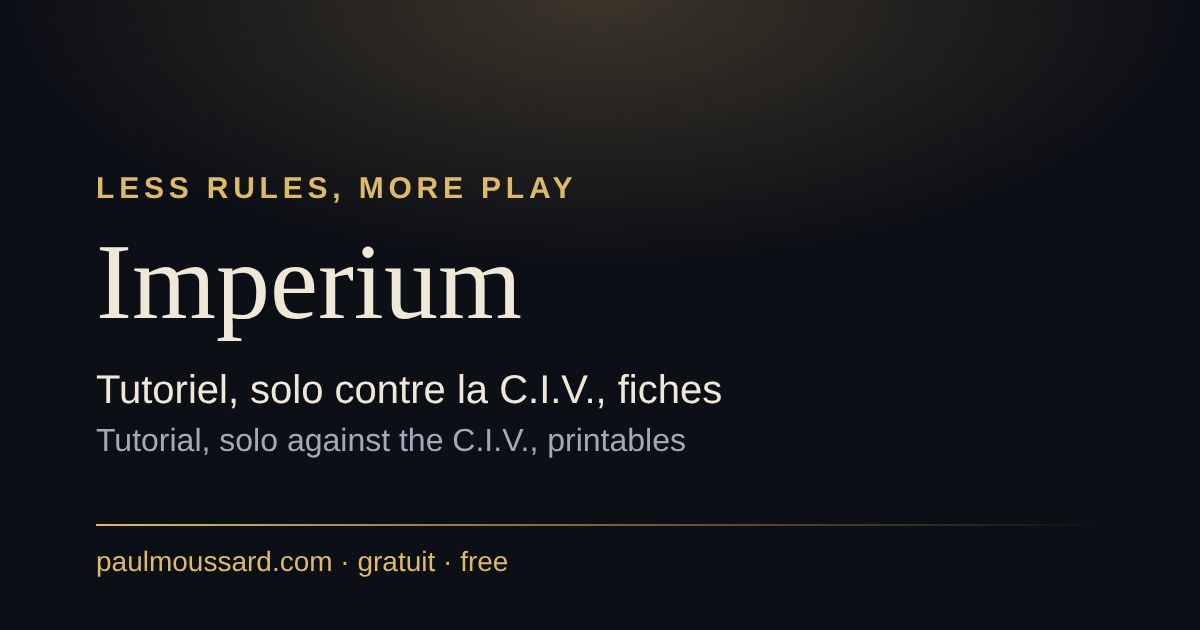 LESS RULES, MORE PLAY
Imperium
Tutoriel, solo contre la C.I.V., fiches
Tutorial, solo against the C.I.V., printables
paulmoussard.com · gratuit · free